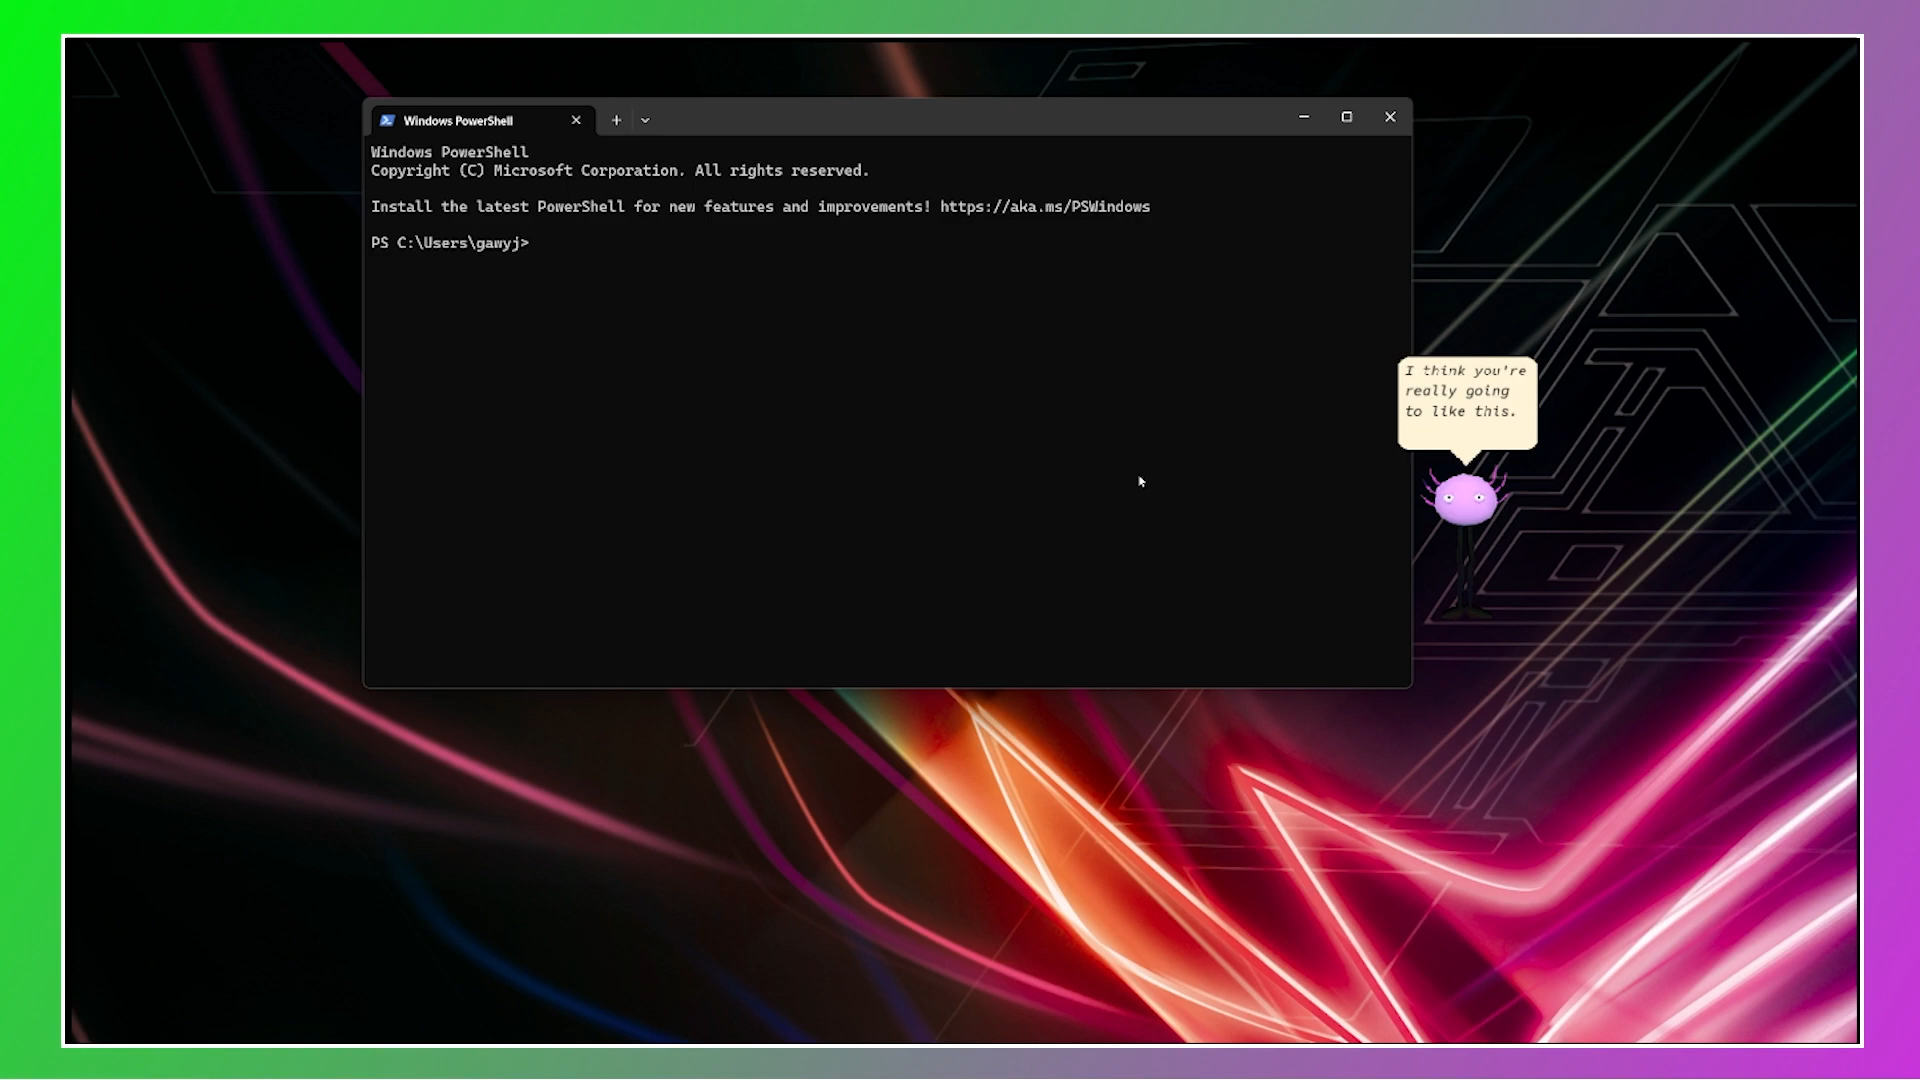 Windows PowerShell
Windows PowerShell
Copyright (C) Microsoft Corporation. All rights reserved.
Install the latest PowerShell for new features and improvements! https://aka.ms/PSWindows
PS C:\Users\gawyj>
I think you're
really going
to like this.